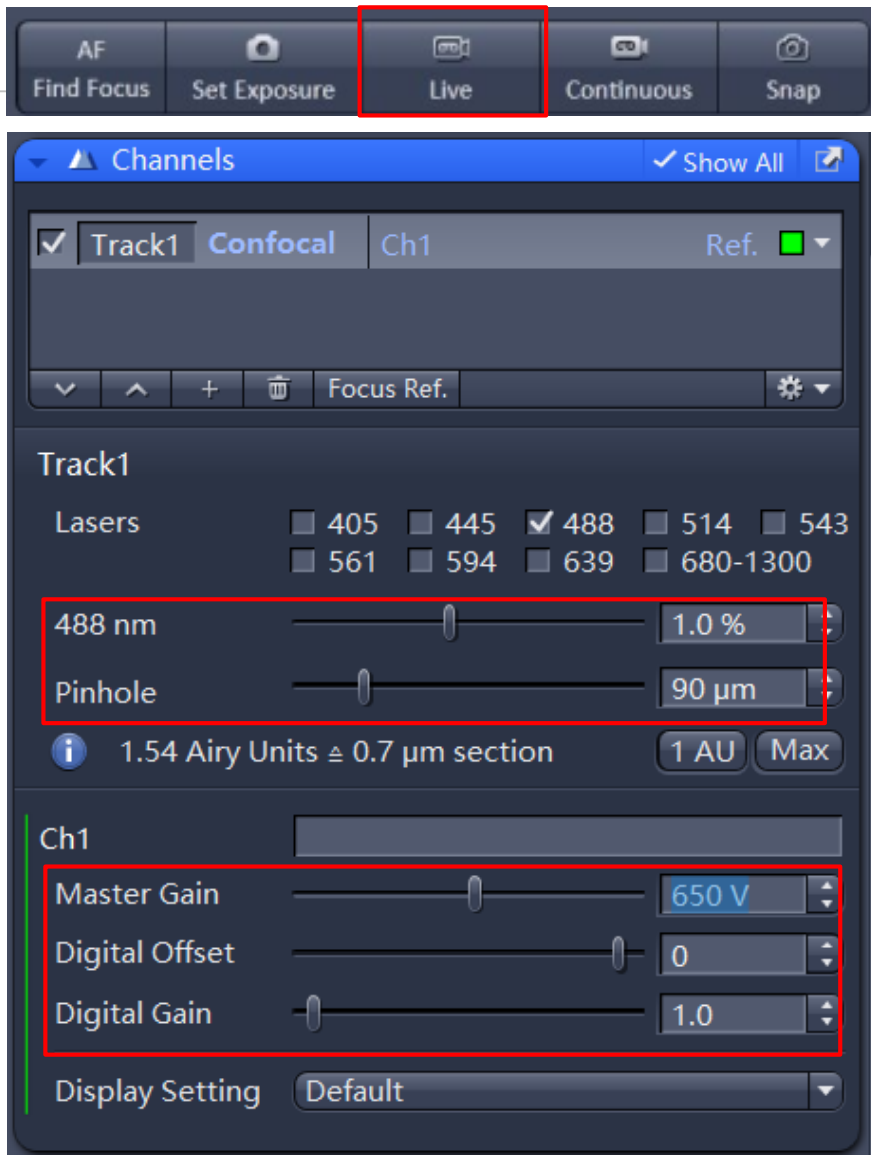 AF
Find Focus
Set Exposure
Live
Continuous
Snap
Channels
Show All
Track1 Confocal Ch1 Ref.
Focus Ref.
Track1
Lasers 405 445 488 514 543
561 594 639 680-1300
488 nm 1.0 %
Pinhole 90 µm
i 1.54 Airy Units ≙ 0.7 µm section 1 AU Max
Ch1
Master Gain 650 V
Digital Offset 0
Digital Gain 1.0
Display Setting Default